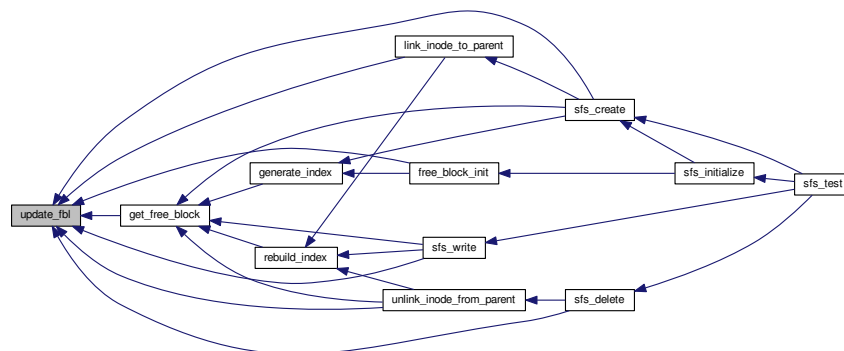 link_inode_to_parent
sfs_create
generate_index
free_block_init
sfs_initialize
sfs_test
update_fbl
get_free_block
sfs_write
rebuild_index
unlink_inode_from_parent
sfs_delete